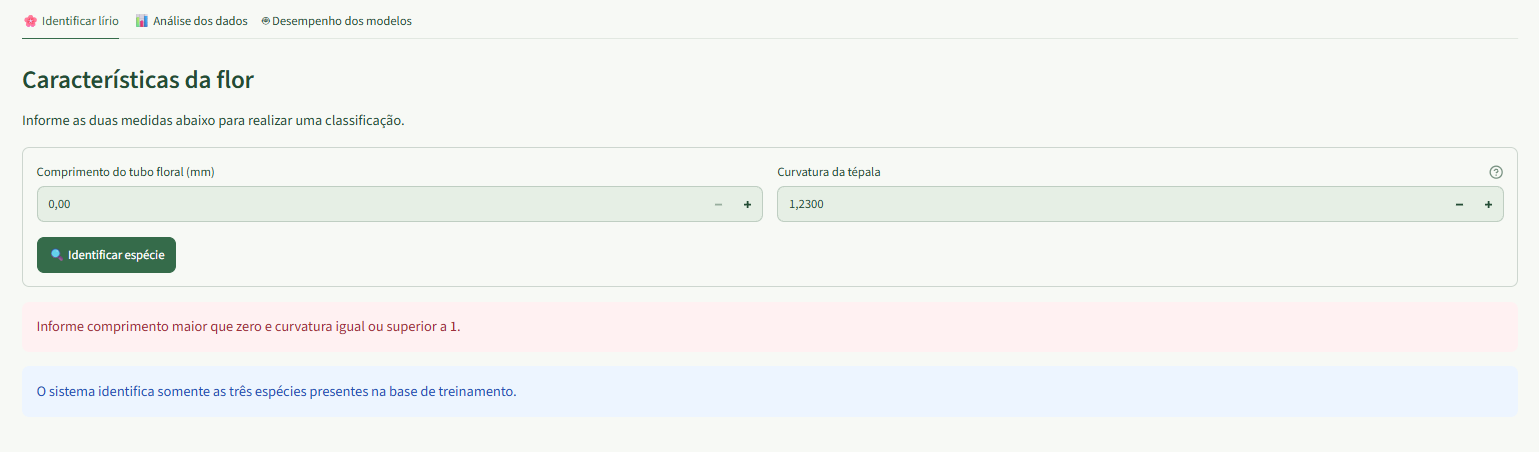 Identificar lírio Análise dos dados Desempenho dos modelos
Características da flor
Informe as duas medidas abaixo para realizar uma classificação.
Comprimento do tubo floral (mm) Curvatura da tépala ?
0,00 − + 1,2300 − +
Identificar espécie
Informe comprimento maior que zero e curvatura igual ou superior a 1.
O sistema identifica somente as três espécies presentes na base de treinamento.